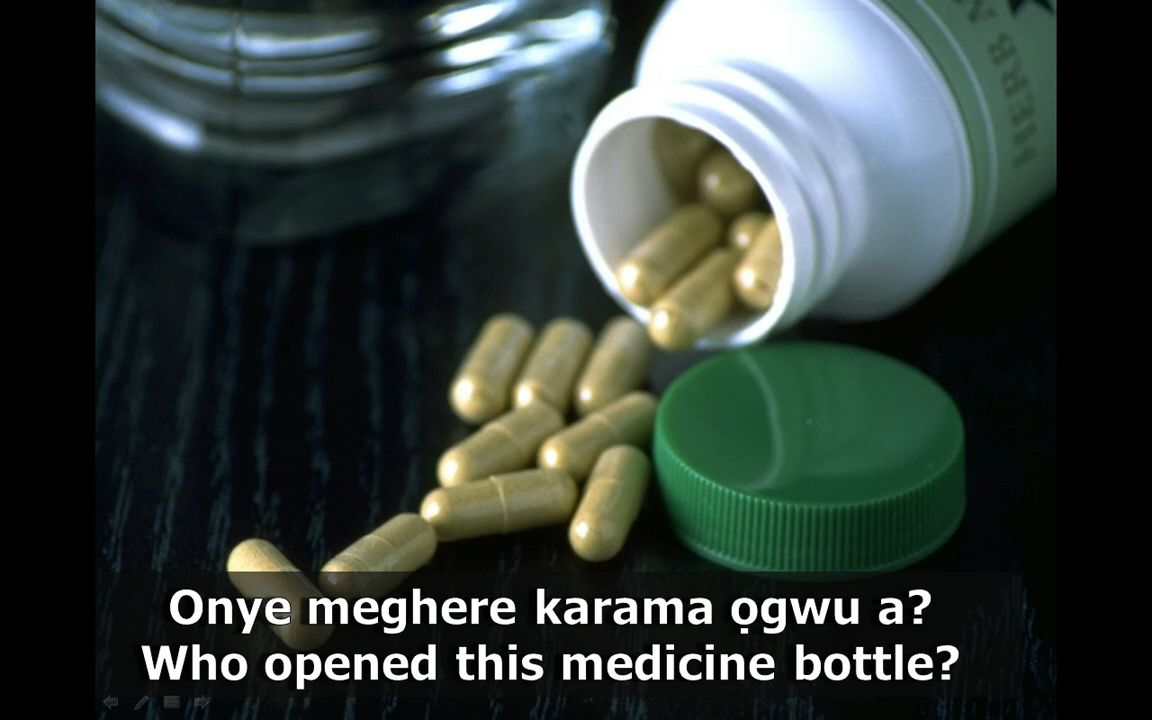 HERB
Onye meghere karama ọgwu a?
Who opened this medicine bottle?